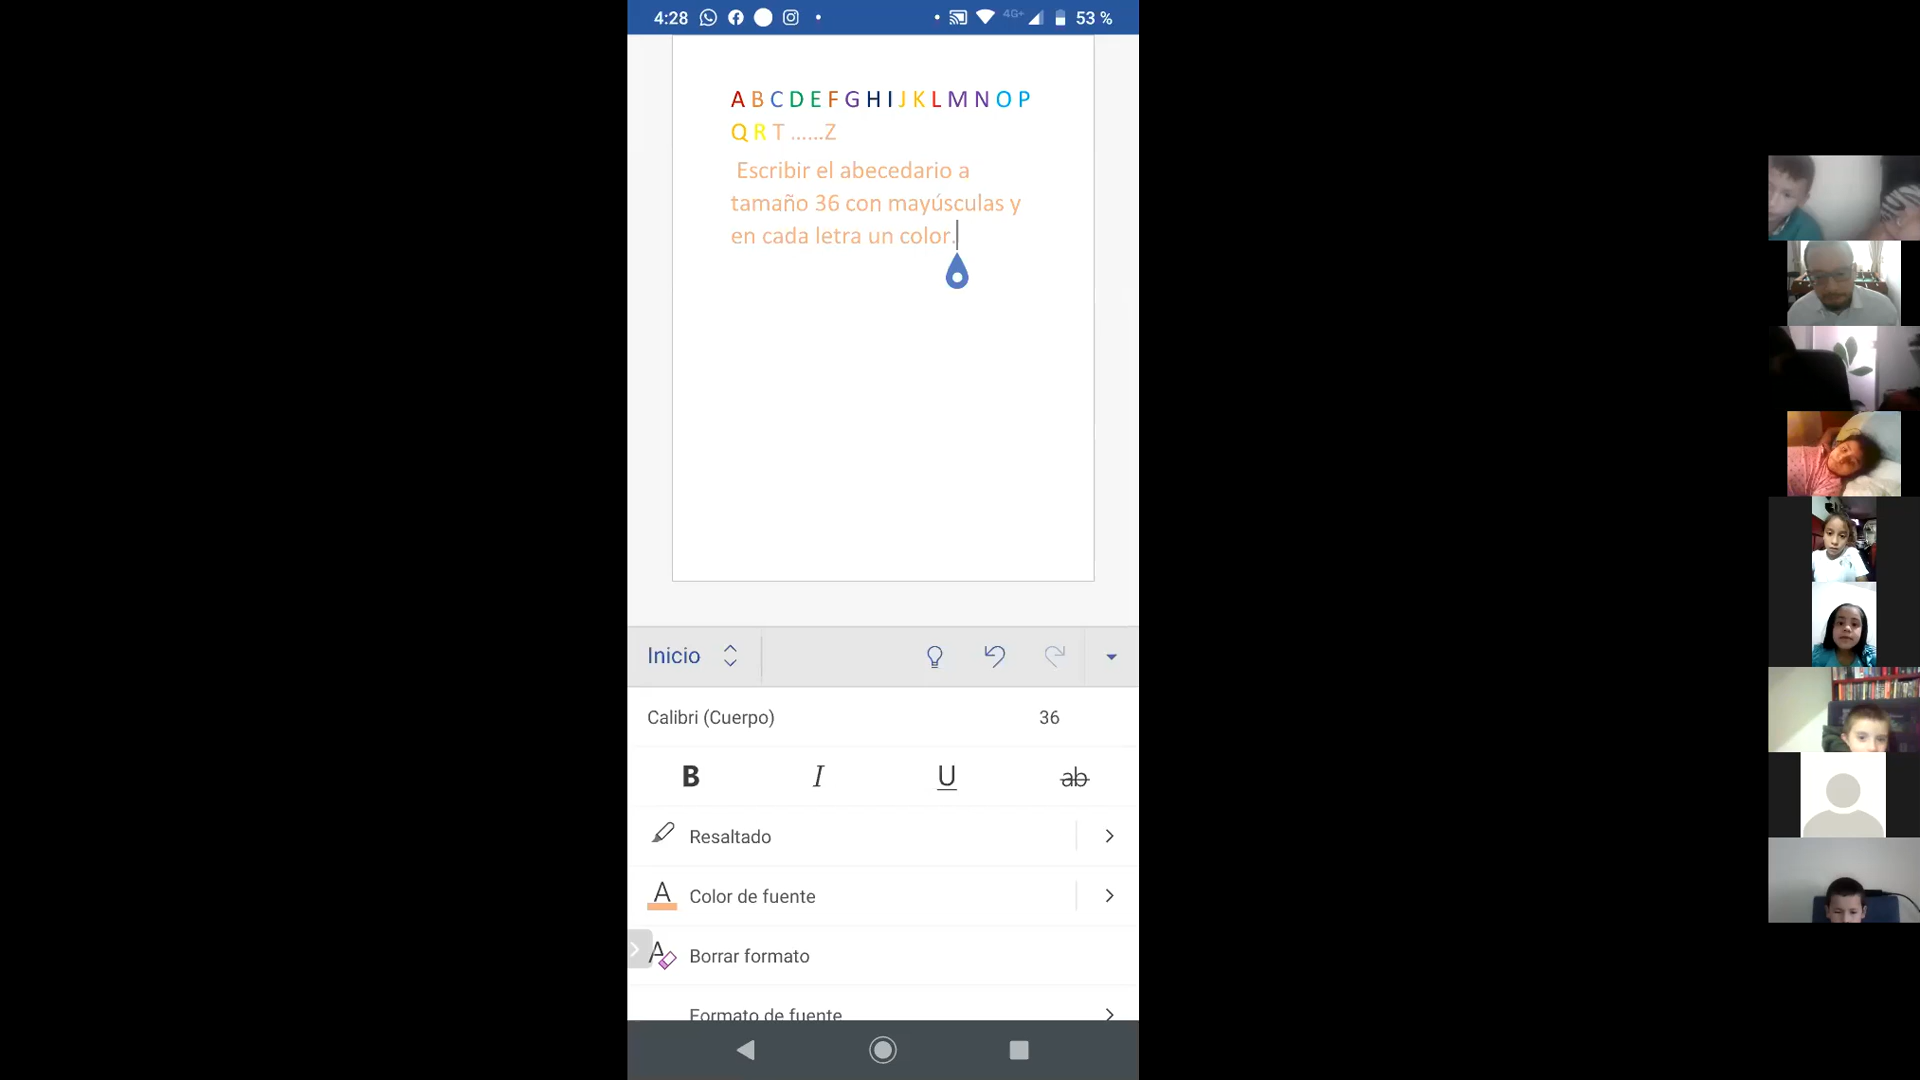 4:28
4G+
53 %
A B C D E F G H I J K L M N O P
Q R T ......Z
Escribir el abecedario a
tamaño 36 con mayúsculas y
en cada letra un color.
Inicio
Calibri (Cuerpo) 36
B I U ab
A Resaltado
A Color de fuente
A Borrar formato
Formato de fuente